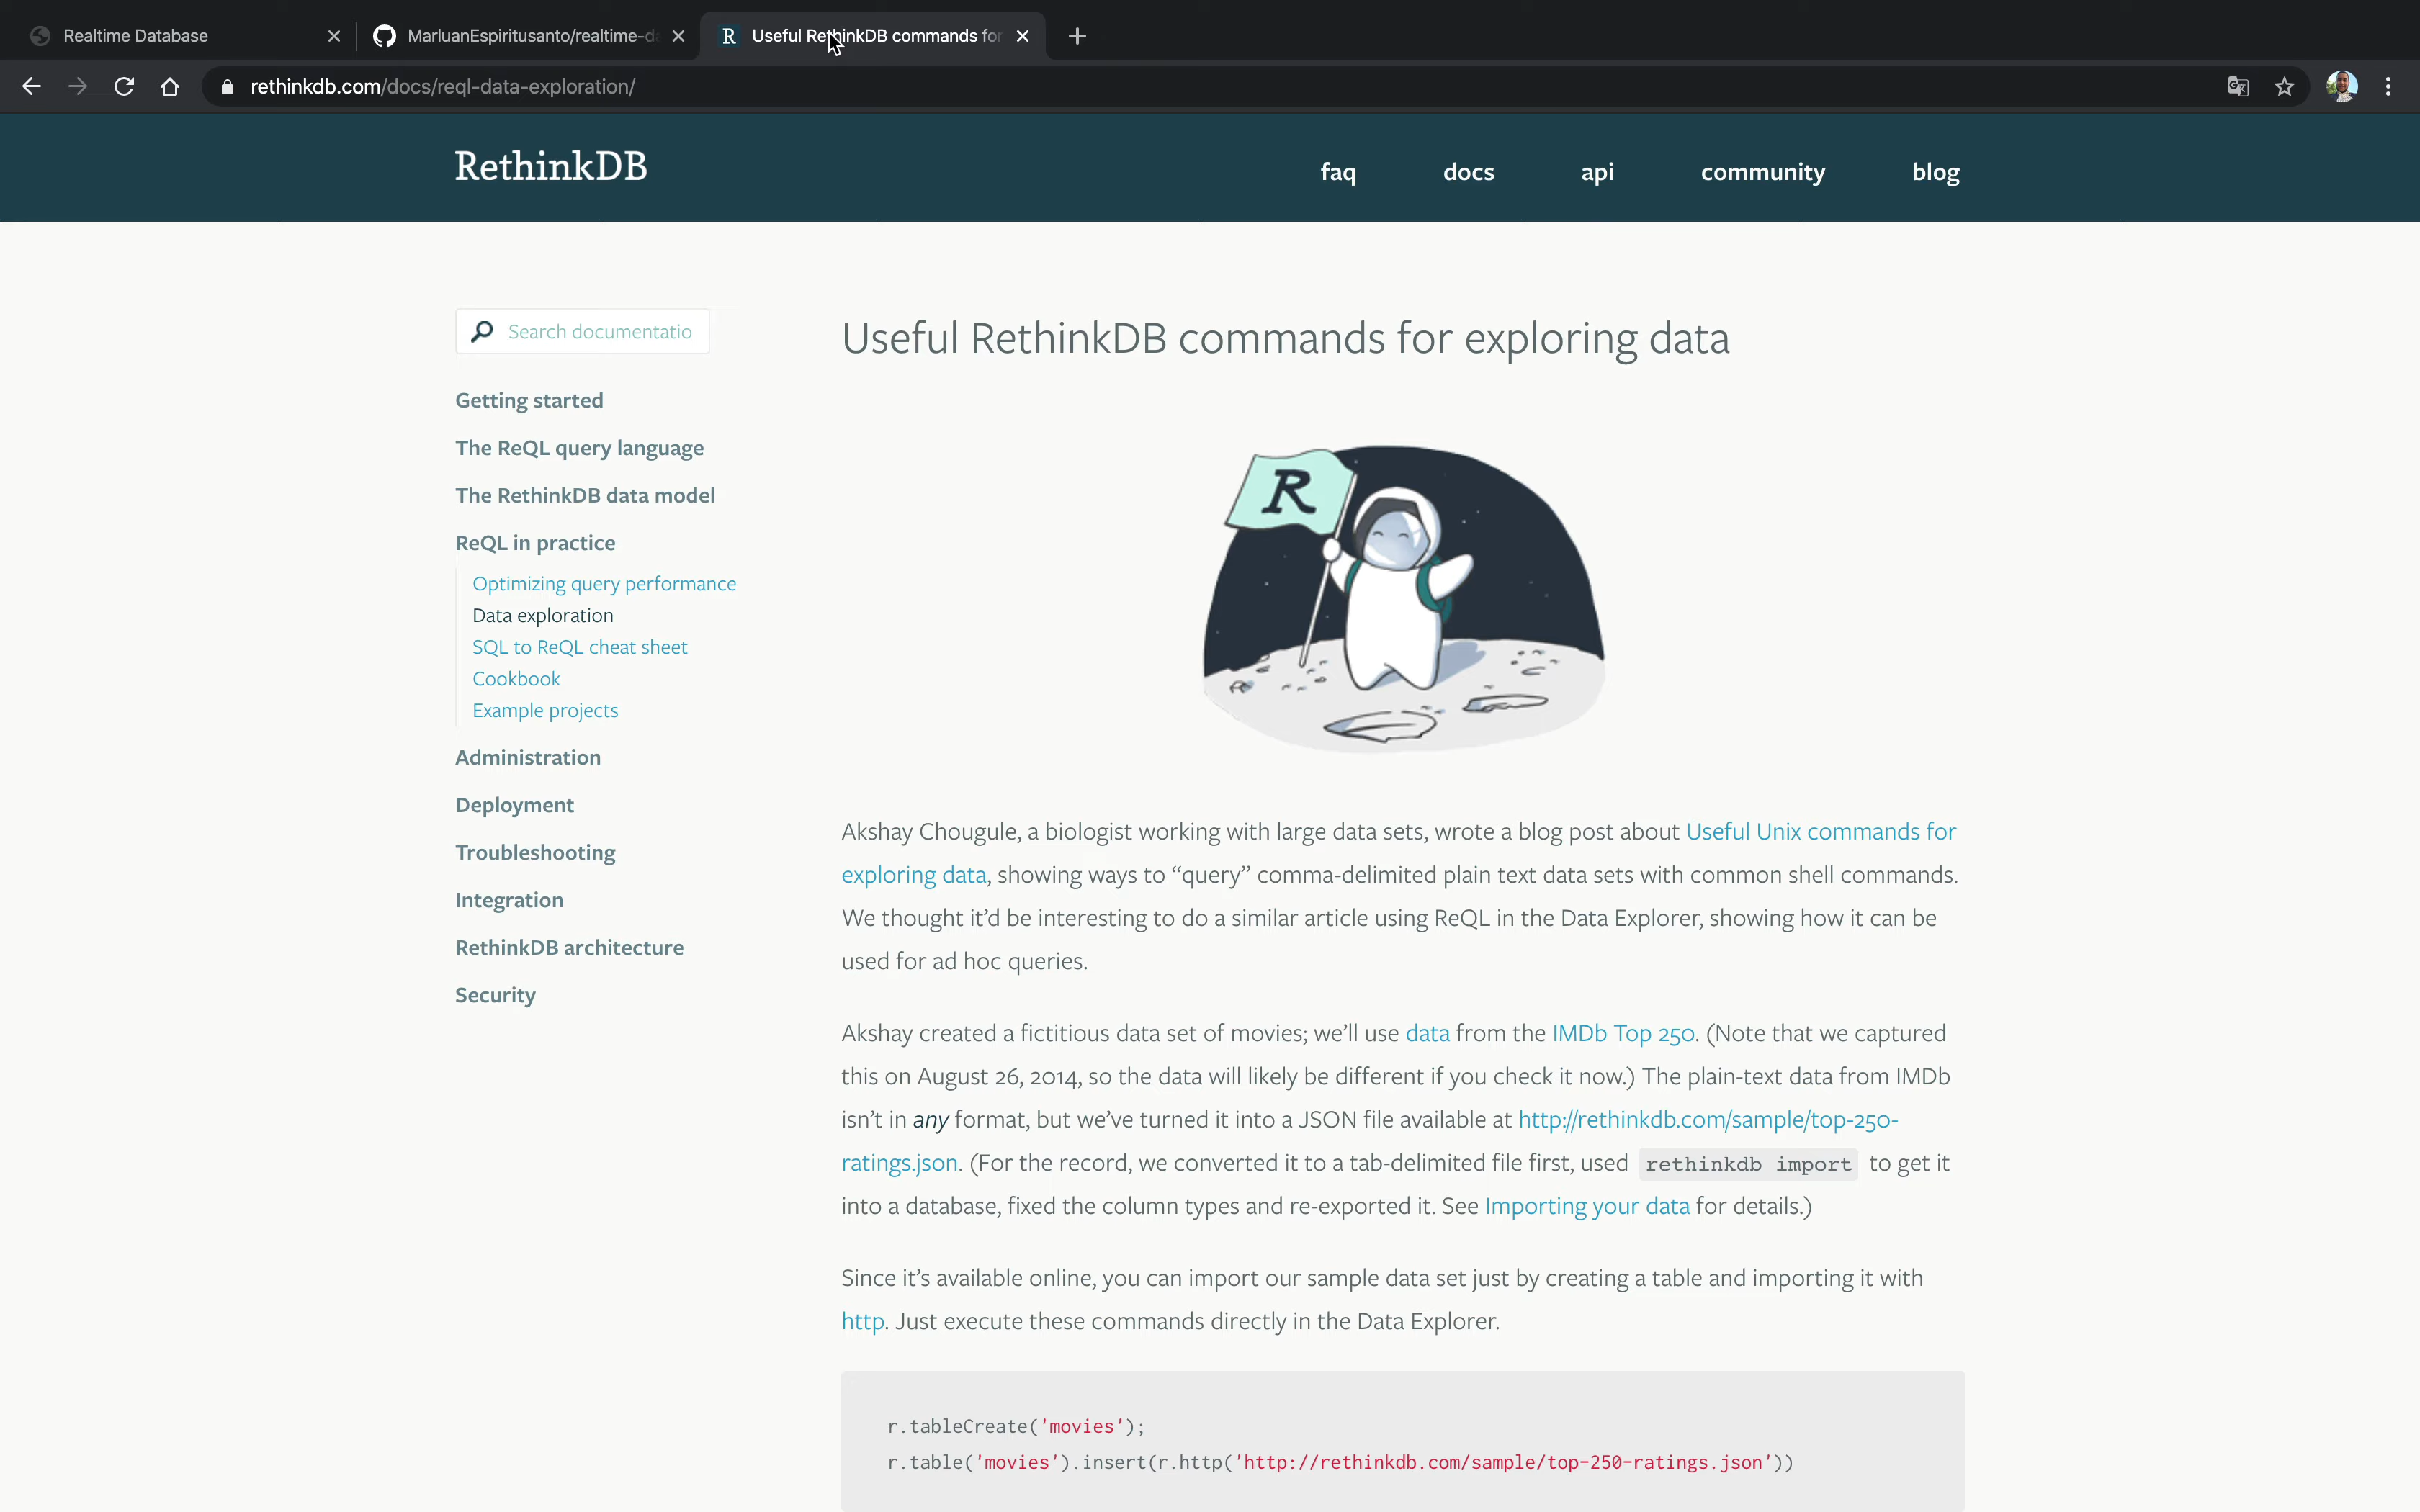 Realtime Database
MarluanEspiritusanto/realtime-d
Useful RethinkDB commands for
rethinkdb.com/docs/reql-data-exploration/
RethinkDB
faq
docs
api
community
blog
Search documentatio
Getting started
The ReQL query language
The RethinkDB data model
ReQL in practice
Optimizing query performance
Data exploration
SQL to ReQL cheat sheet
Cookbook
Example projects
Administration
Deployment
Troubleshooting
Integration
RethinkDB architecture
Security
Useful RethinkDB commands for exploring data
R
Akshay Chougule, a biologist working with large data sets, wrote a blog post about Useful Unix commands for
exploring data, showing ways to “query” comma-delimited plain text data sets with common shell commands.
We thought it’d be interesting to do a similar article using ReQL in the Data Explorer, showing how it can be
used for ad hoc queries.
Akshay created a fictitious data set of movies; we’ll use data from the IMDb Top 250. (Note that we captured
this on August 26, 2014, so the data will likely be different if you check it now.) The plain-text data from IMDb
isn’t in any format, but we’ve turned it into a JSON file available at http://rethinkdb.com/sample/top-250-
ratings.json. (For the record, we converted it to a tab-delimited file first, used rethinkdb import to get it
into a database, fixed the column types and re-exported it. See Importing your data for details.)
Since it’s available online, you can import our sample data set just by creating a table and importing it with
http. Just execute these commands directly in the Data Explorer.
r.tableCreate('movies');
r.table('movies').insert(r.http('http://rethinkdb.com/sample/top-250-ratings.json'))